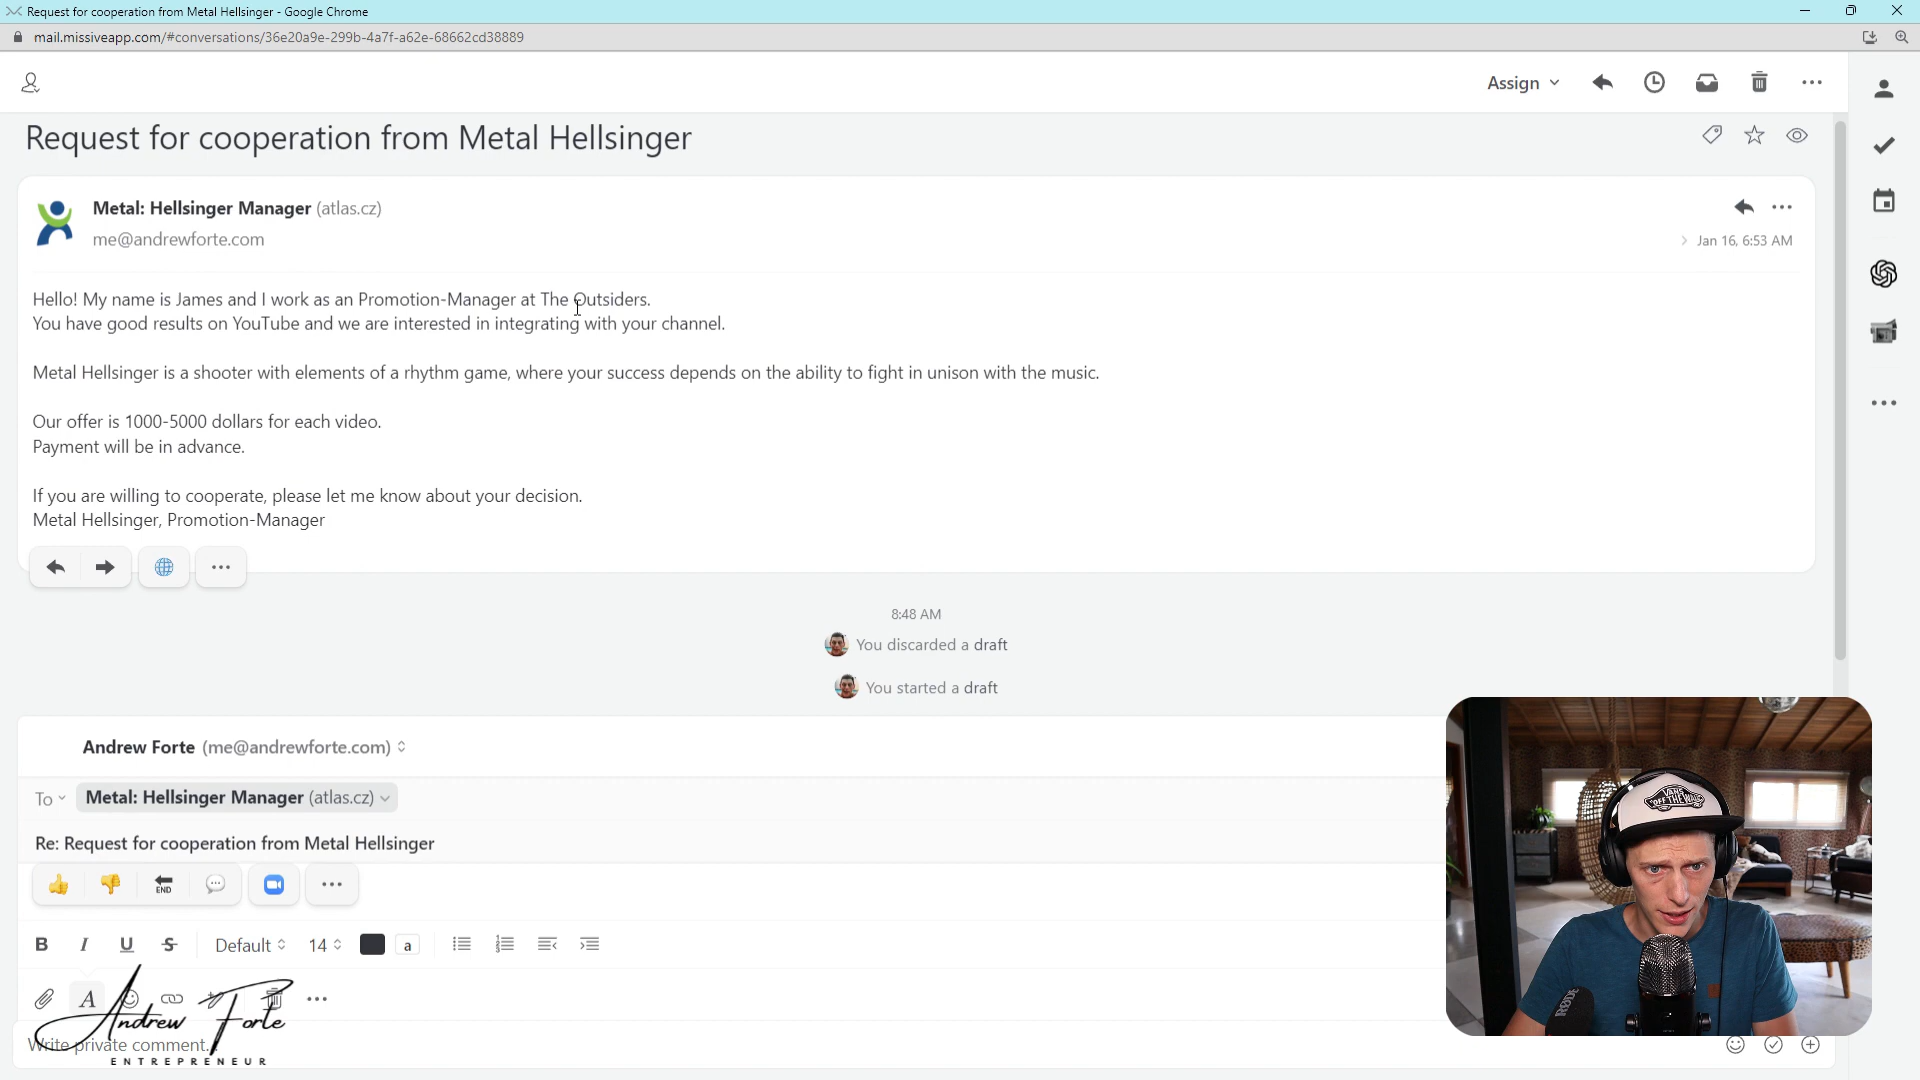 Request for cooperation from Metal Hellsinger - Google Chrome
mail.missiveapp.com/#conversations/36e20a9e-299b-4a7f-a62e-68662cd38889
Assign
Request for cooperation from Metal Hellsinger
Metal: Hellsinger Manager (atlas.cz)
me@andrewforte.com
Jan 16, 6:53 AM
Hello! My name is James and I work as an Promotion-Manager at The Outsiders.
You have good results on YouTube and we are interested in integrating with your channel.
Metal Hellsinger is a shooter with elements of a rhythm game, where your success depends on the ability to fight in unison with the music.
Our offer is 1000-5000 dollars for each video.
Payment will be in advance.
If you are willing to cooperate, please let me know about your decision.
Metal Hellsinger, Promotion-Manager
8:48 AM
You discarded a draft
You started a draft
Andrew Forte (me@andrewforte.com)
To Metal: Hellsinger Manager (atlas.cz)
Re: Request for cooperation from Metal Hellsinger
END
B I U S Default 14 a
A
Andrew Forte
Write private comment...
ENTREPRENEUR
VANS
"OFF THE WALL"
RØDE